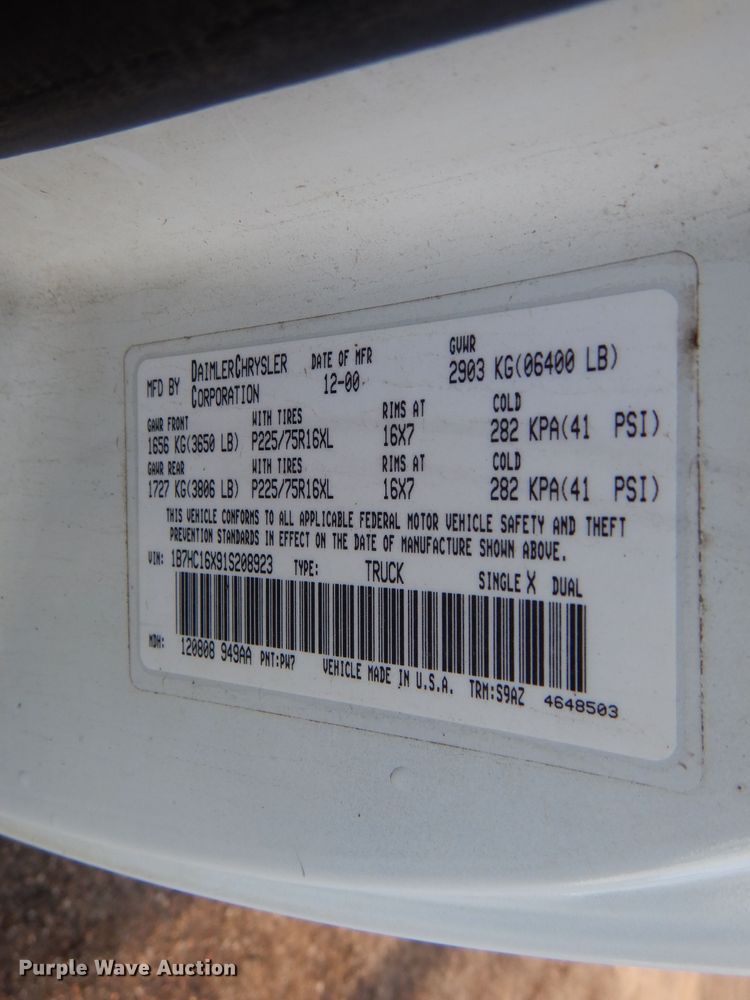 MFD BY DAIMLERCHRYSLER CORPORATION DATE OF MFR 12-00 GVWR 2903 KG(06400 LB)
GAWR FRONT WITH TIRES RIMS AT COLD
1656 KG(3650 LB) P225/75R16XL 16X7 282 KPA(41 PSI)
GAWR REAR WITH TIRES RIMS AT COLD
1727 KG(3806 LB) P225/75R16XL 16X7 282 KPA(41 PSI)
THIS VEHICLE CONFORMS TO ALL APPLICABLE FEDERAL MOTOR VEHICLE SAFETY AND THEFT
PREVENTION STANDARDS IN EFFECT ON THE DATE OF MANUFACTURE SHOWN ABOVE.
VIN: 1B7HC16X91S208923 TYPE: TRUCK SINGLE X DUAL
MDH: 120808 949AA PNT:PW7 VEHICLE MADE IN U.S.A. TRM:S9AZ 4648503
Purple Wave Auction